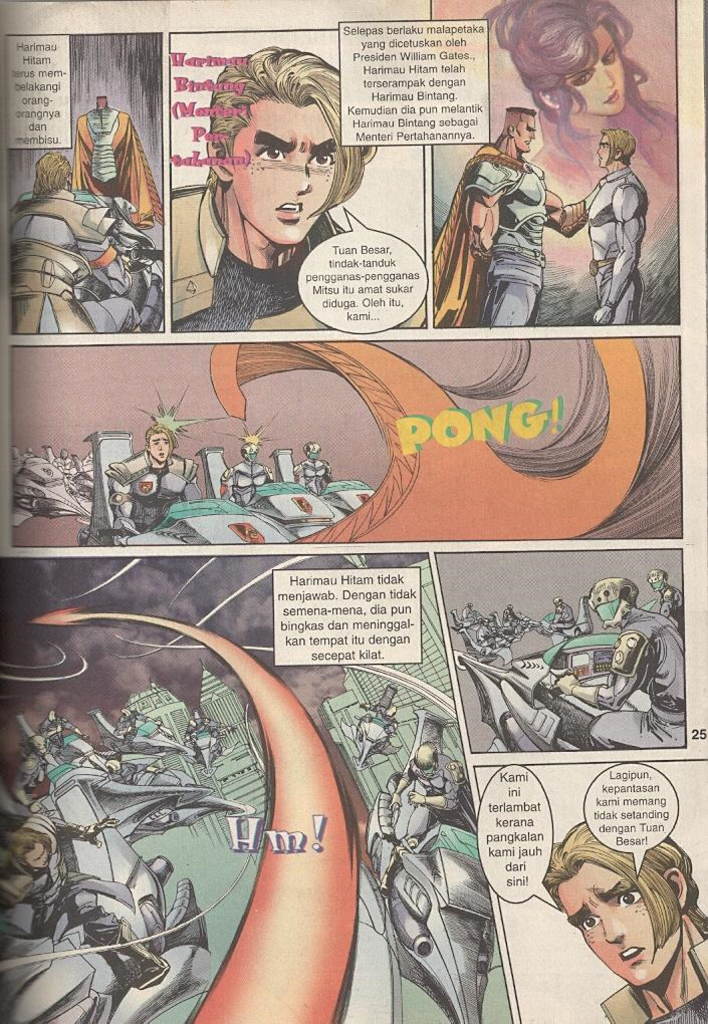 Harimau
Hitam
terus mem-
belakangi
orang-
orangnya
dan
membisu.
Harimau
Bintang
(Menteri
Per-
tahanan)
Tuan Besar,
tindak-tanduk
pengganas-pengganas
Mitsu itu amat sukar
diduga. Oleh itu,
kami...
Selepas berlaku malapetaka
yang dicetuskan oleh
Presiden William Gates.,
Harimau Hitam telah
terserampak dengan
Harimau Bintang.
Kemudian dia pun melantik
Harimau Bintang sebagai
Menteri Pertahanannya.
PONG!
Harimau Hitam tidak
menjawab. Dengan tidak
semena-mena, dia pun
bingkas dan meninggal-
kan tempat itu dengan
secepat kilat.
Hm!
25
Kami
ini
terlambat
kerana
pangkalan
kami jauh
dari
sini!
Lagipun,
kepantasan
kami memang
tidak setanding
dengan Tuan
Besar!